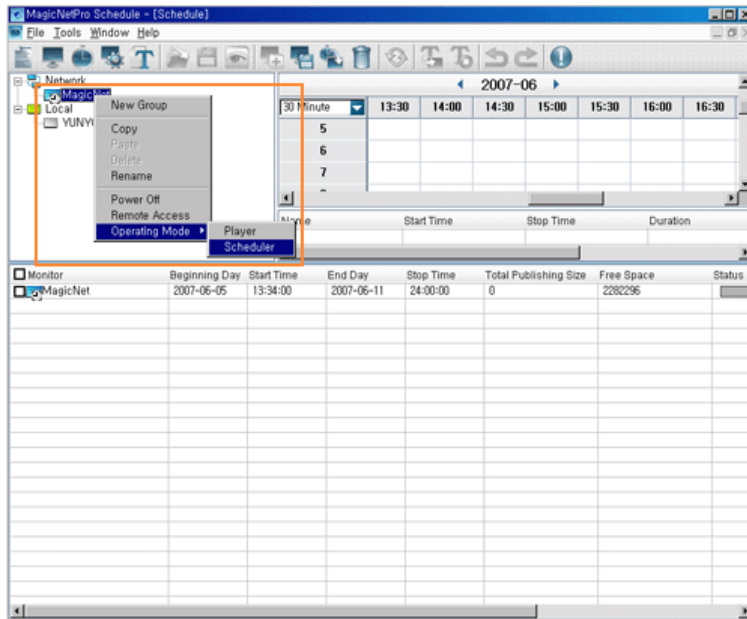 MagicNetPro Schedule - [Schedule]
File Tools Window Help
Network
MagicNet
Local
New Group
Copy
Paste
Delete
Rename
Power Off
Remote Access
Operating Mode
Player
Scheduler
2007-06
30 Minute 13:30 14:00 14:30 15:00 15:30 16:00 16:30
5
6
7
Name Start Time Stop Time Duration
Monitor Beginning Day Start Time End Day Stop Time Total Publishing Size Free Space Status
MagicNet 2007-06-05 13:34:00 2007-06-11 24:00:00 0 2282296